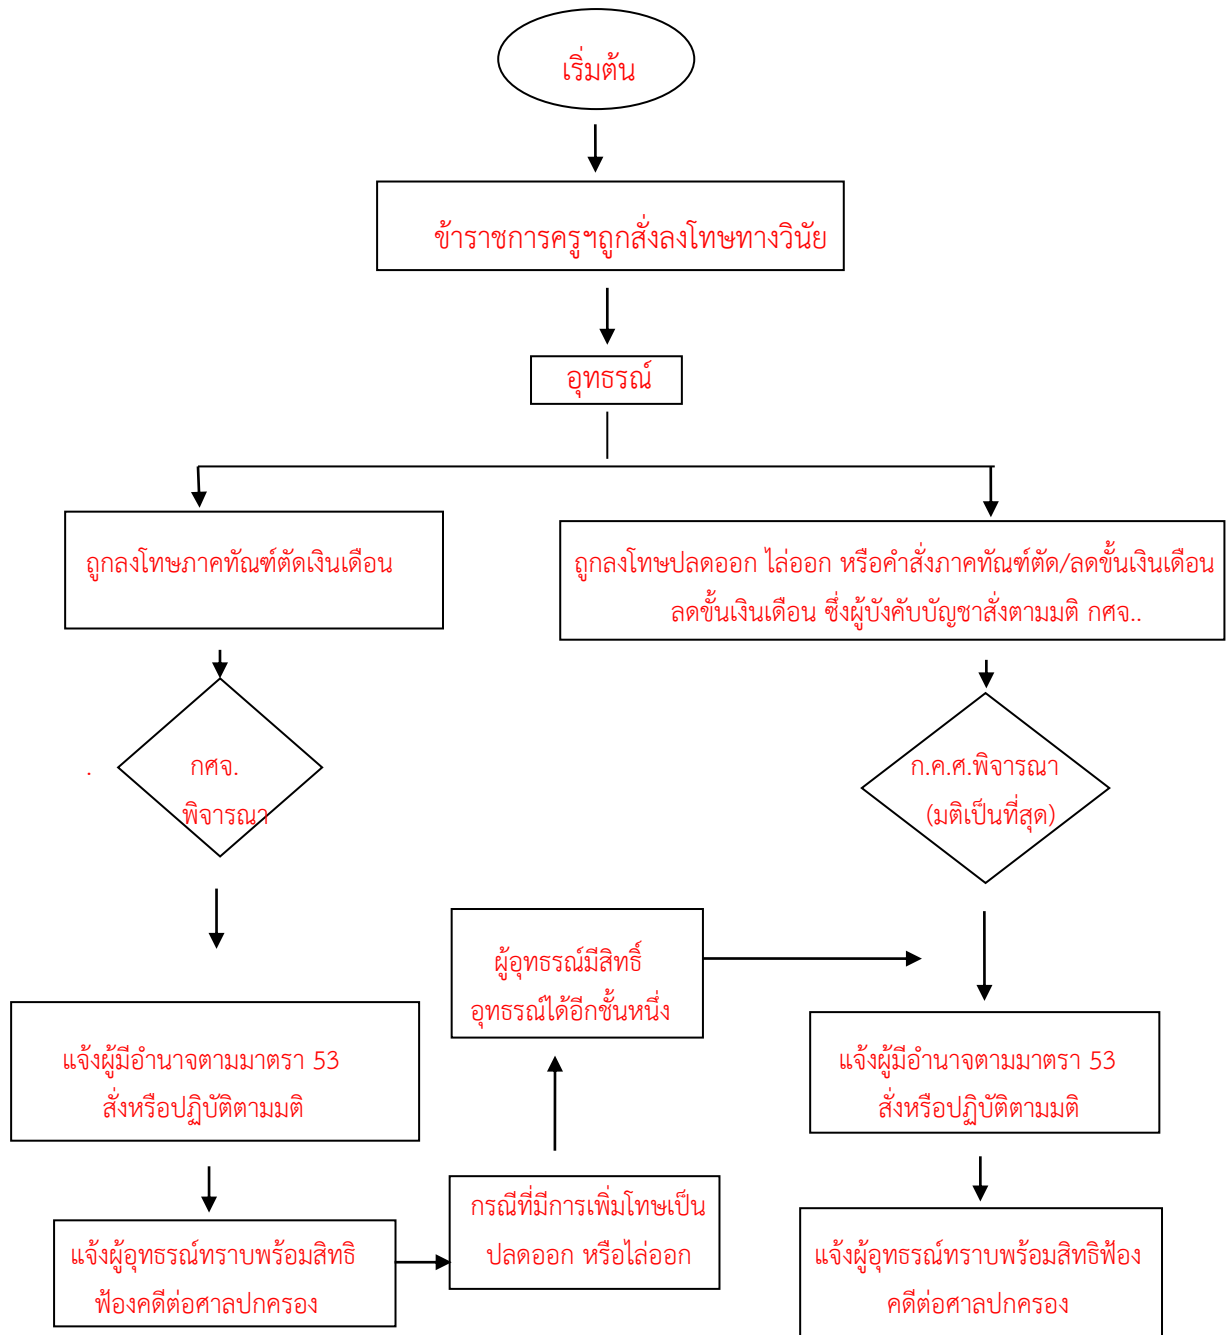 เริ่มต้น
ข้าราชการครูฯถูกสั่งลงโทษทางวินัย
อุทธรณ์
ถูกลงโทษภาคทัณฑ์ตัดเงินเดือน
ถูกลงโทษปลดออก ไล่ออก หรือคำสั่งภาคทัณฑ์ตัด/ลดขั้นเงินเดือน
ลดขั้นเงินเดือน ซึ่งผู้บังคับบัญชาสั่งตามมติ กศจ..
.
กศจ.
พิจารณา
ก.ค.ศ.พิจารณา
(มติเป็นที่สุด)
ผู้อุทธรณ์มีสิทธิ์
อุทธรณ์ได้อีกชั้นหนึ่ง
แจ้งผู้มีอำนาจตามมาตรา 53
สั่งหรือปฏิบัติตามมติ
แจ้งผู้มีอำนาจตามมาตรา 53
สั่งหรือปฏิบัติตามมติ
แจ้งผู้อุทธรณ์ทราบพร้อมสิทธิ
ฟ้องคดีต่อศาลปกครอง
กรณีที่มีการเพิ่มโทษเป็น
ปลดออก หรือไล่ออก
แจ้งผู้อุทธรณ์ทราบพร้อมสิทธิฟ้อง
คดีต่อศาลปกครอง